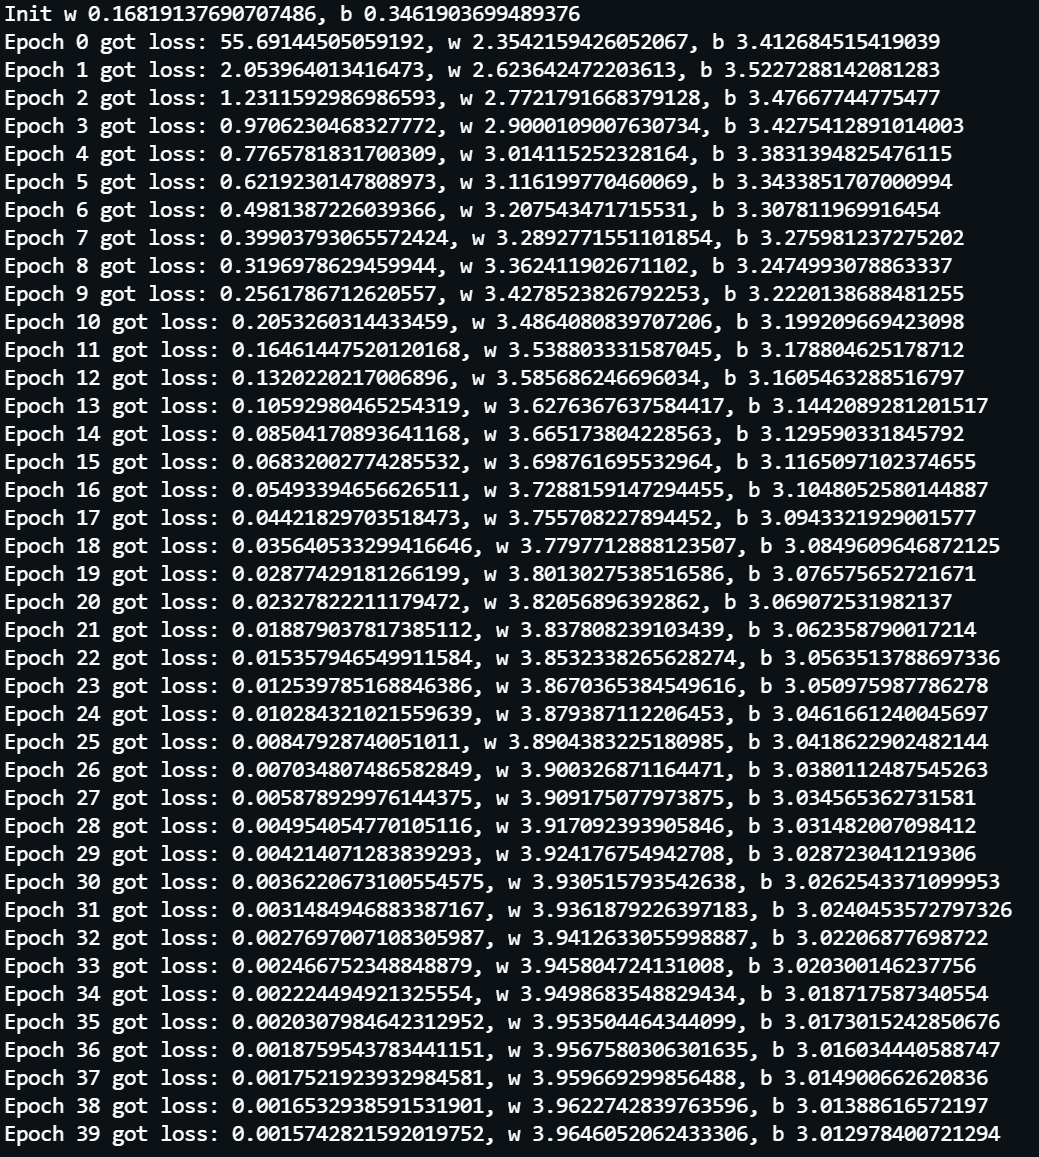 Init w 0.16819137690707486, b 0.3461903699489376
Epoch 0 got loss: 55.69144505059192, w 2.3542159426052067, b 3.412684515419039
Epoch 1 got loss: 2.053964013416473, w 2.623642472203613, b 3.5227288142081283
Epoch 2 got loss: 1.2311592986986593, w 2.7721791668379128, b 3.47667744775477
Epoch 3 got loss: 0.9706230468327772, w 2.9000109007630734, b 3.4275412891014003
Epoch 4 got loss: 0.7765781831700309, w 3.014115252328164, b 3.3831394825476115
Epoch 5 got loss: 0.6219230147808973, w 3.116199770460069, b 3.3433851707000994
Epoch 6 got loss: 0.4981387226039366, w 3.207543471715531, b 3.307811969916454
Epoch 7 got loss: 0.39903793065572424, w 3.2892771551101854, b 3.275981237275202
Epoch 8 got loss: 0.3196978629459944, w 3.362411902671102, b 3.2474993078863337
Epoch 9 got loss: 0.2561786712620557, w 3.4278523826792253, b 3.2220138688481255
Epoch 10 got loss: 0.2053260314433459, w 3.4864080839707206, b 3.199209669423098
Epoch 11 got loss: 0.16461447520120168, w 3.538803331587045, b 3.178804625178712
Epoch 12 got loss: 0.1320220217006896, w 3.585686246696034, b 3.1605463288516797
Epoch 13 got loss: 0.10592980465254319, w 3.6276367637584417, b 3.1442089281201517
Epoch 14 got loss: 0.08504170893641168, w 3.665173804228563, b 3.129590331845792
Epoch 15 got loss: 0.06832002774285532, w 3.698761695532964, b 3.1165097102374655
Epoch 16 got loss: 0.05493394656626511, w 3.7288159147294455, b 3.1048052580144887
Epoch 17 got loss: 0.04421829703518473, w 3.755708227894452, b 3.0943321929001577
Epoch 18 got loss: 0.035640533299416646, w 3.7797712888123507, b 3.0849609646872125
Epoch 19 got loss: 0.02877429181266199, w 3.8013027538516586, b 3.076575652721671
Epoch 20 got loss: 0.02327822211179472, w 3.82056896392862, b 3.069072531982137
Epoch 21 got loss: 0.018879037817385112, w 3.837808239103439, b 3.062358790017214
Epoch 22 got loss: 0.015357946549911584, w 3.8532338265628274, b 3.0563513788697336
Epoch 23 got loss: 0.012539785168846386, w 3.8670365384549616, b 3.050975987786278
Epoch 24 got loss: 0.010284321021559639, w 3.879387112206453, b 3.0461661240045697
Epoch 25 got loss: 0.00847928740051011, w 3.8904383225180985, b 3.0418622902482144
Epoch 26 got loss: 0.007034807486582849, w 3.900326871164471, b 3.0380112487545263
Epoch 27 got loss: 0.005878929976144375, w 3.909175077973875, b 3.034565362731581
Epoch 28 got loss: 0.004954054770105116, w 3.917092393905846, b 3.031482007098412
Epoch 29 got loss: 0.004214071283839293, w 3.924176754942708, b 3.028723041219306
Epoch 30 got loss: 0.0036220673100554575, w 3.930515793542638, b 3.0262543371099953
Epoch 31 got loss: 0.0031484946883387167, w 3.9361879226397183, b 3.0240453572797326
Epoch 32 got loss: 0.002769700710830598​7, w 3.9412633055998887, b 3.02206877698722
Epoch 33 got loss: 0.002466752348848879, w 3.945804724131008, b 3.020300146237756
Epoch 34 got loss: 0.002224494921325554, w 3.9498683548829434, b 3.018717587340554
Epoch 35 got loss: 0.0020307984642312952, w 3.953504464344099, b 3.0173015242850676
Epoch 36 got loss: 0.0018759543783441151, w 3.9567580306301635, b 3.016034440588747
Epoch 37 got loss: 0.0017521923932984581, w 3.959669299856488, b 3.014900662620836
Epoch 38 got loss: 0.0016532938591531901, w 3.9622742839763596, b 3.01388616572197
Epoch 39 got loss: 0.0015742821592019752, w 3.9646052062433306, b 3.012978400721294